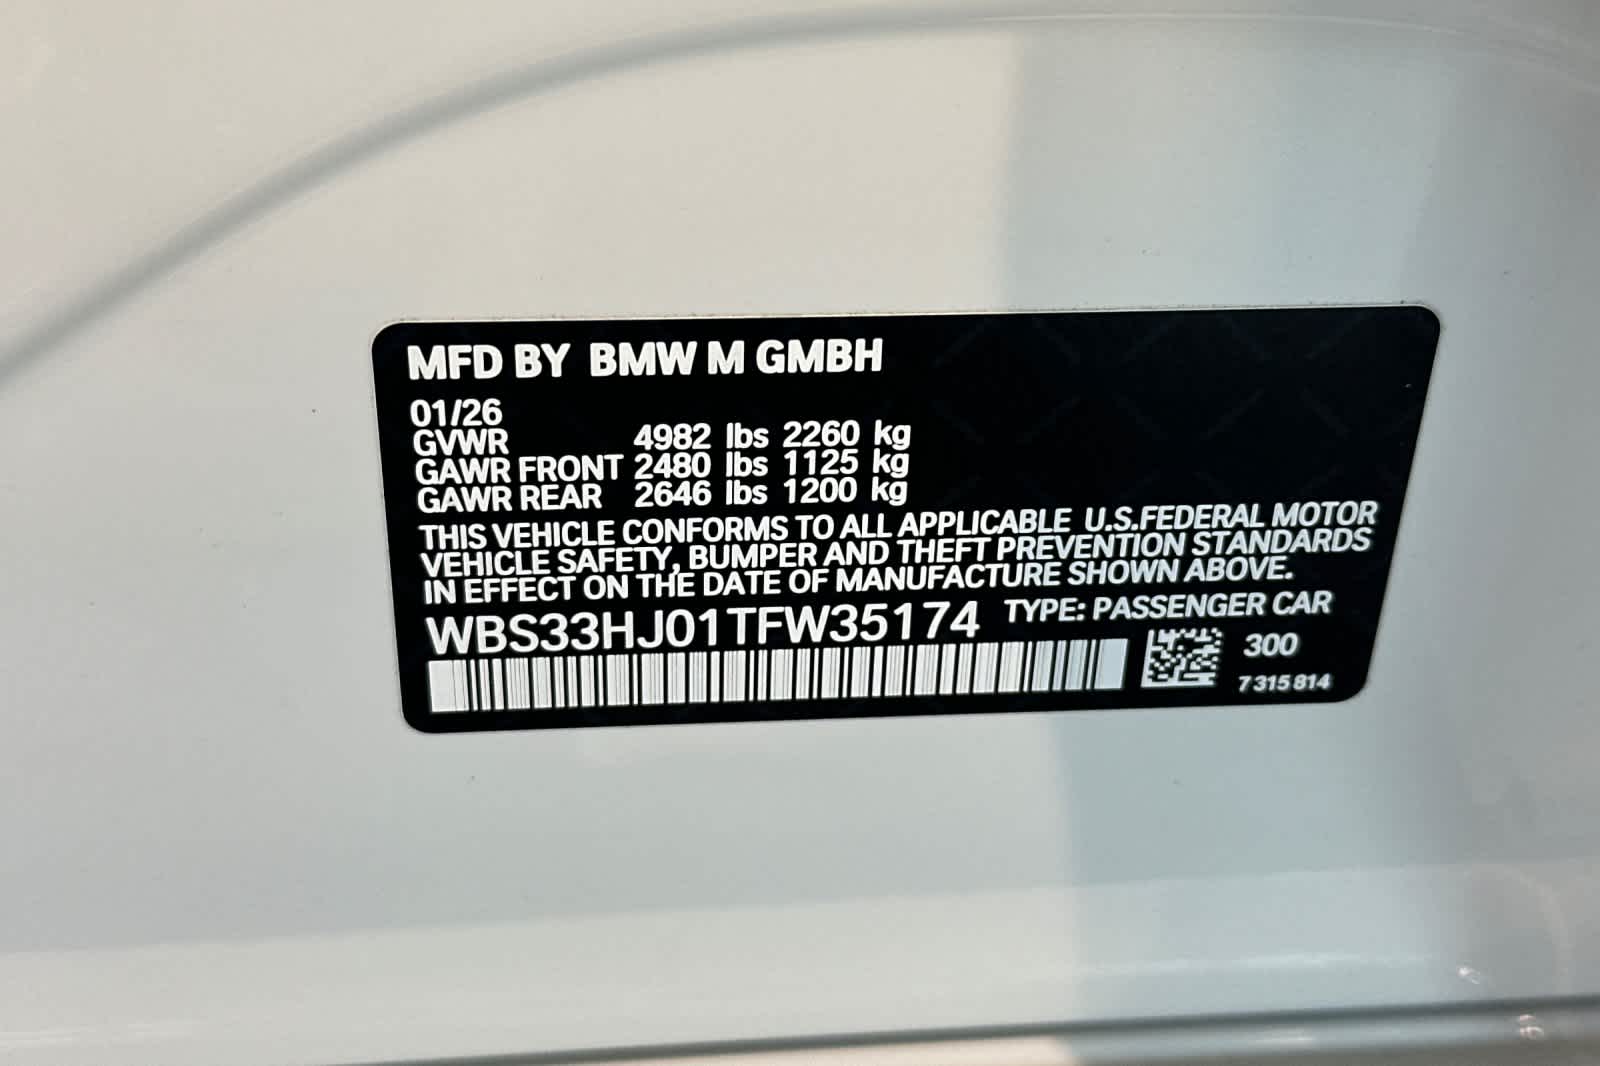 MFD BY BMW M GMBH
01/26
GVWR 4982 lbs 2260 kg
GAWR FRONT 2480 lbs 1125 kg
GAWR REAR 2646 lbs 1200 kg
THIS VEHICLE CONFORMS TO ALL APPLICABLE U.S.FEDERAL MOTOR
VEHICLE SAFETY, BUMPER AND THEFT PREVENTION STANDARDS
IN EFFECT ON THE DATE OF MANUFACTURE SHOWN ABOVE.
WBS33HJ01TFW35174 TYPE: PASSENGER CAR
300
7 315 814